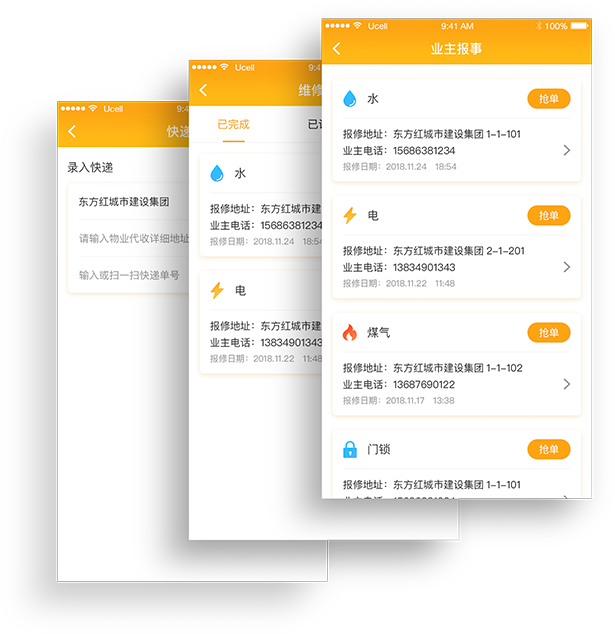 Ucell 9:41 AM 100%
业主报事
水 抢单
报修地址：东方红城市建设集团 1-1-101
业主电话：15686381234
报修日期：2018.11.24 18:54
电 抢单
报修地址：东方红城市建设集团 2-1-201
业主电话：13834901343
报修日期：2018.11.22 11:48
煤气 抢单
报修地址：东方红城市建设集团 1-1-102
业主电话：13687690122
报修日期：2018.11.17 13:38
门锁 抢单
报修地址：东方红城市建设集团 1-1-101
业主电话：
Ucell 9:4
维修
已完成 已
水
报修地址：东方红城市建设
业主电话：15686381234
报修日期：2018.11.24 18:54
电
报修地址：东方红城市建设
业主电话：13834901343
报修日期：2018.11.22 11:48
Ucell 9:4
快递
录入快递
东方红城市建设集团
请输入物业代收详细地址
输入或扫一扫快递单号